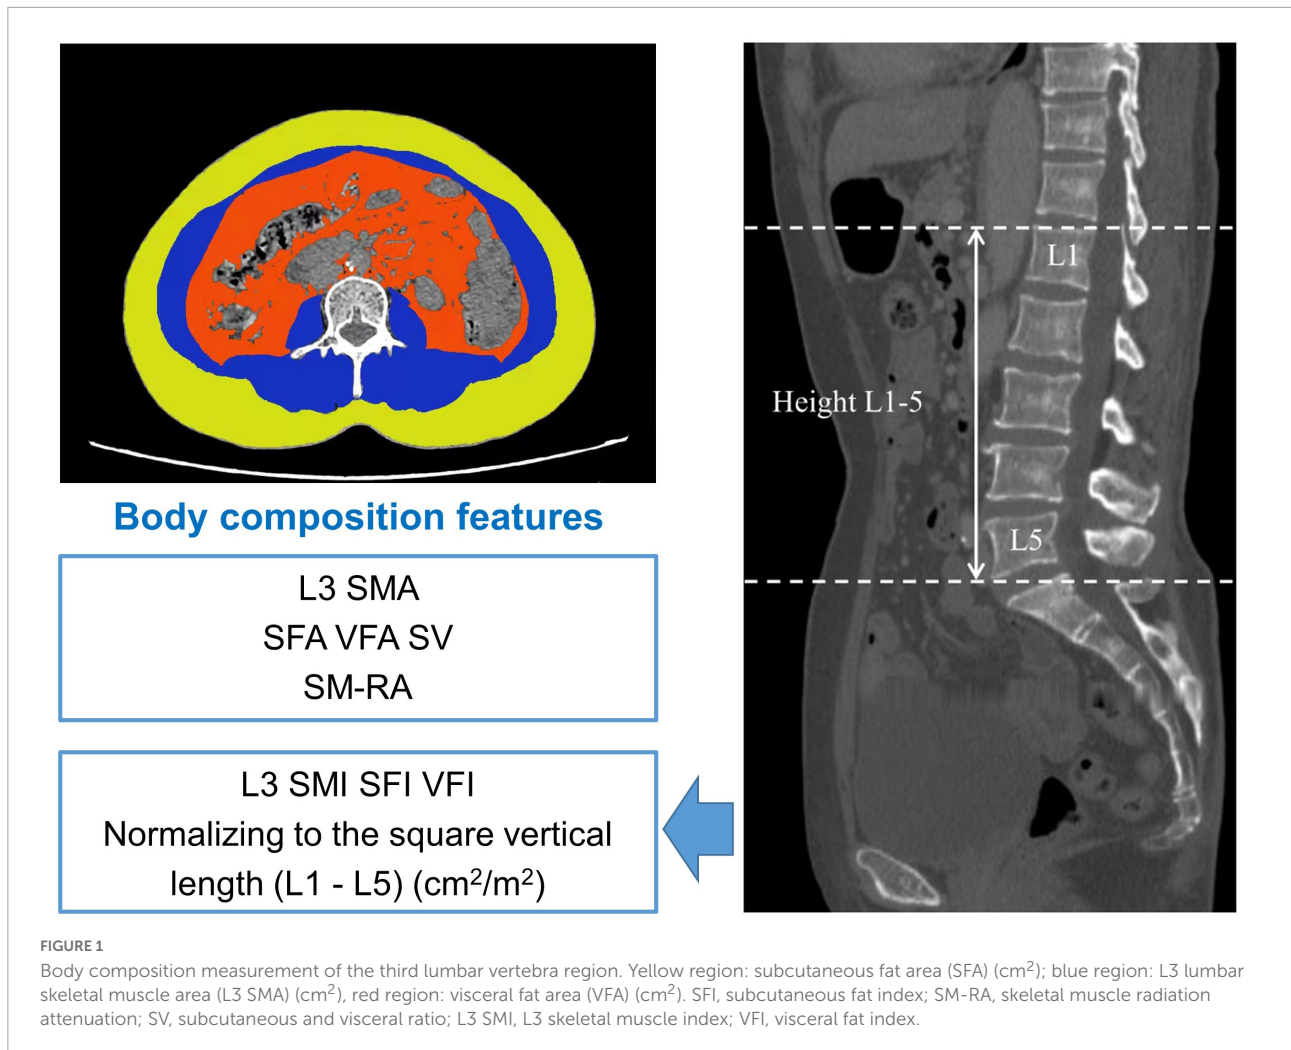 Body composition features
L3 SMA
SFA VFA SV
SM-RA
L3 SMI SFI VFI
Normalizing to the square vertical
length (L1 - L5) (cm²/m²)
L1
Height L1-5
L5
FIGURE 1
Body composition measurement of the third lumbar vertebra region. Yellow region: subcutaneous fat area (SFA) (cm²); blue region: L3 lumbar
skeletal muscle area (L3 SMA) (cm²), red region: visceral fat area (VFA) (cm²). SFI, subcutaneous fat index; SM-RA, skeletal muscle radiation
attenuation; SV, subcutaneous and visceral ratio; L3 SMI, L3 skeletal muscle index; VFI, visceral fat index.